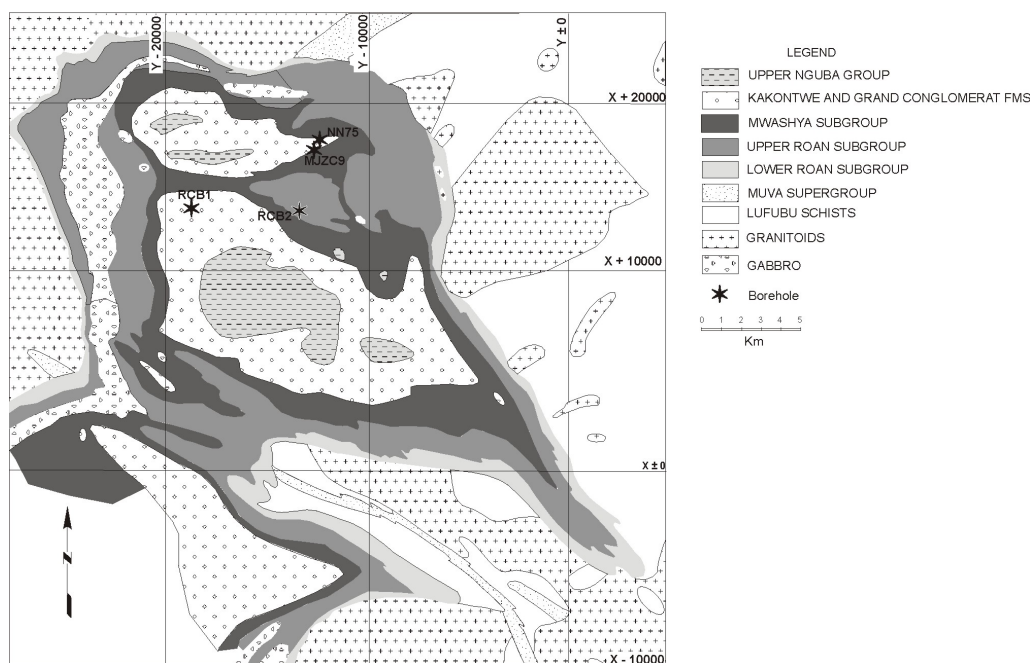 Y - 20000
Y - 10000
Y ± 0
X + 20000
NN75
MJZC9
RCB1
RCB2
X + 10000
X ± 0
X - 10000
N
LEGEND
UPPER NGUBA GROUP
KAKONTWE AND GRAND CONGLOMERAT FMS
MWASHYA SUBGROUP
UPPER ROAN SUBGROUP
LOWER ROAN SUBGROUP
MUVA SUPERGROUP
LUFUBU SCHISTS
GRANITOIDS
GABBRO
Borehole
0 1 2 3 4 5
Km